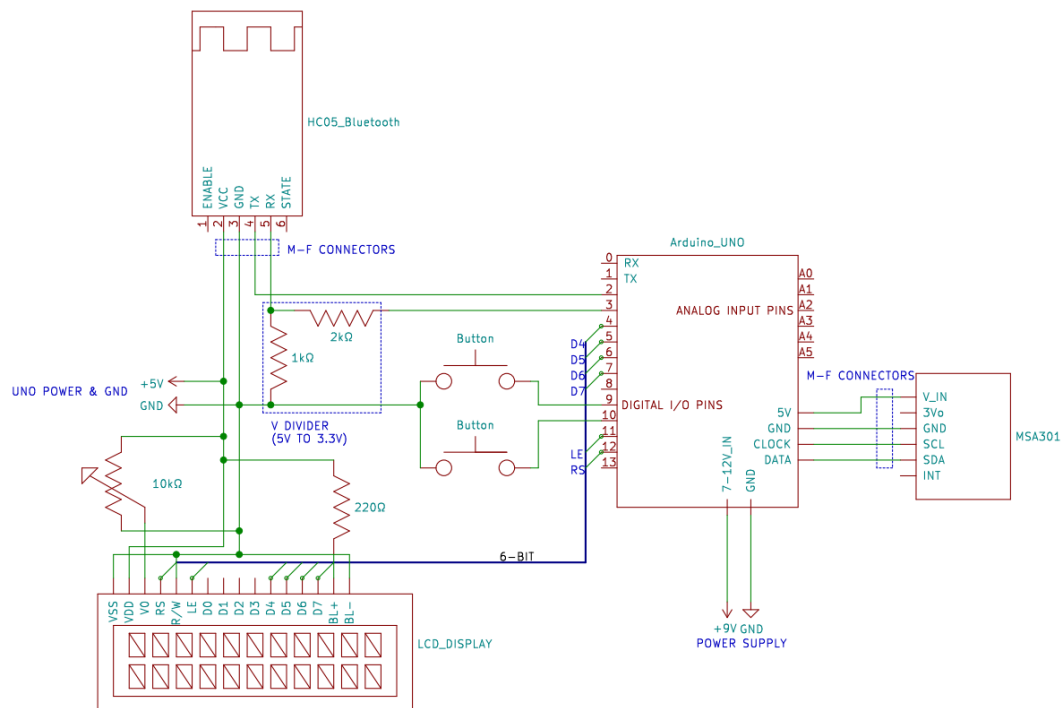 HC05_Bluetooth
ENABLE
VCC
GND
TX
RX
STATE
1
2
3
4
5
6
M-F CONNECTORS
Arduino_UNO
0
1
2
3
4
5
6
7
8
9
10
11
12
13
RX
TX
ANALOG INPUT PINS
DIGITAL I/O PINS
A0
A1
A2
A3
A4
A5
5V
GND
CLOCK
DATA
7-12V_IN
GND
D4
D5
D6
D7
LE
RS
M-F CONNECTORS
V_IN
3Vo
GND
SCL
SDA
INT
MSA301
2kΩ
1kΩ
V DIVIDER
(5V TO 3.3V)
Button
Button
UNO POWER & GND
+5V
GND
10kΩ
220Ω
6-BIT
+9V
GND
POWER SUPPLY
VSS
VDD
V0
RS
R/W
LE
D0
D1
D2
D3
D4
D5
D6
D7
BL+
BL-
LCD_DISPLAY